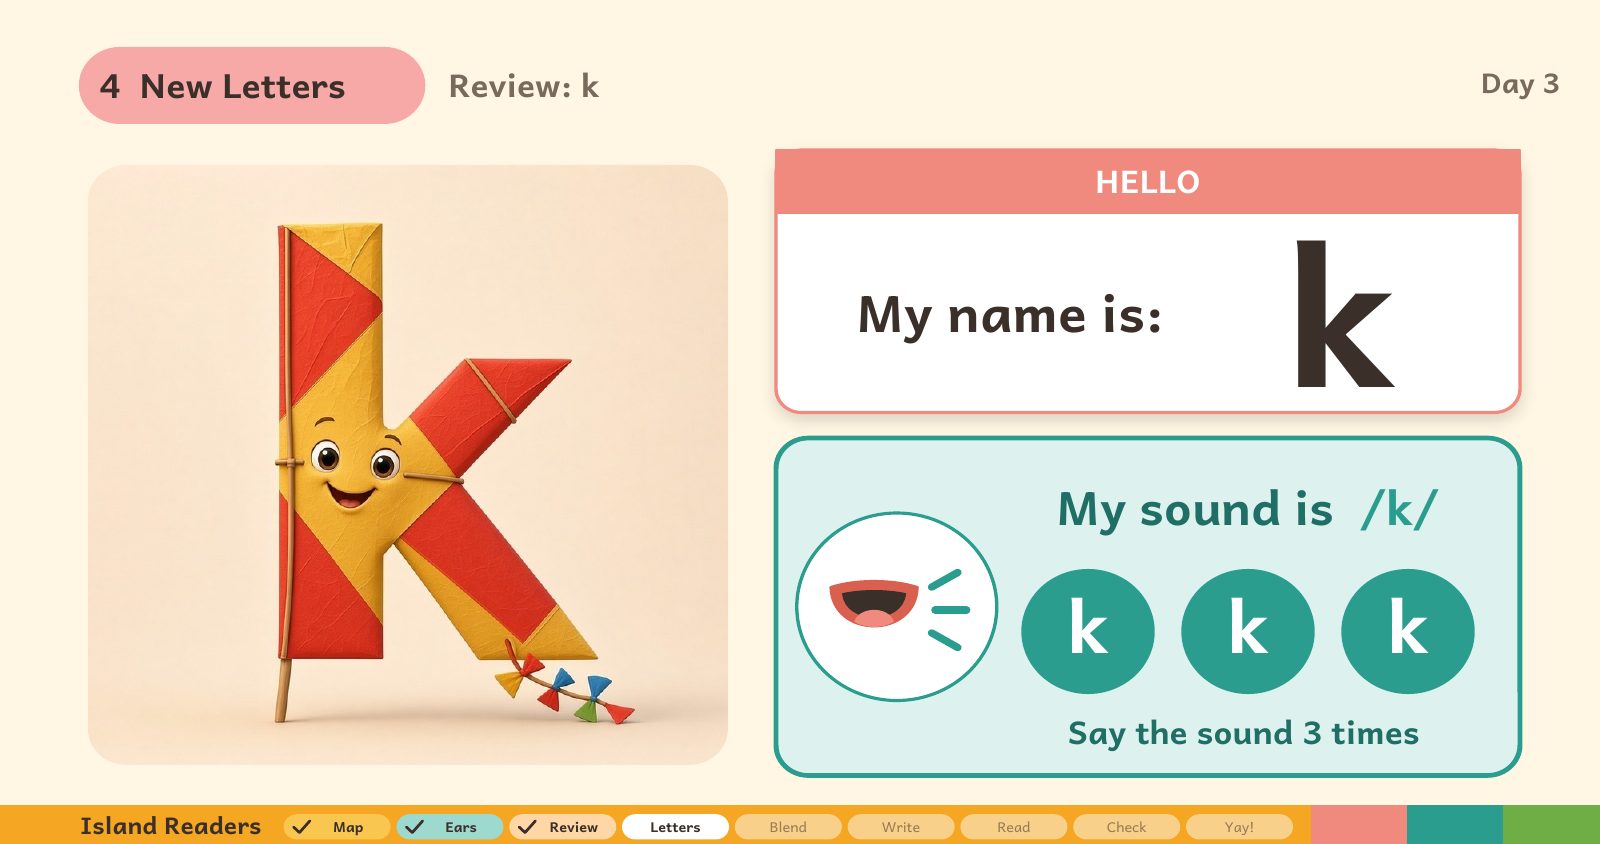 4 New Letters
Review: k
Day 3
HELLO
My name is: k
My sound is /k/
k k k
Say the sound 3 times
Island Readers
Map
Ears
Review
Letters
Blend
Write
Read
Check
Yay!